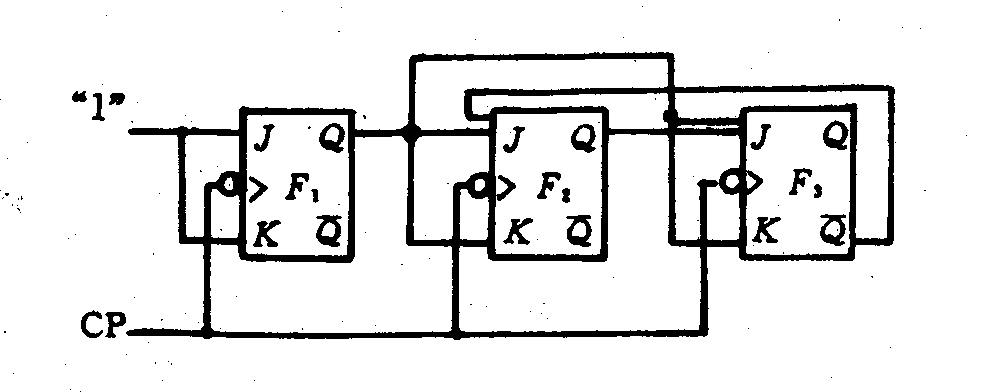 “1”
J Q J Q J Q
F₁ F₂ F₃
K Q̅ K Q̅ K Q̅
CP